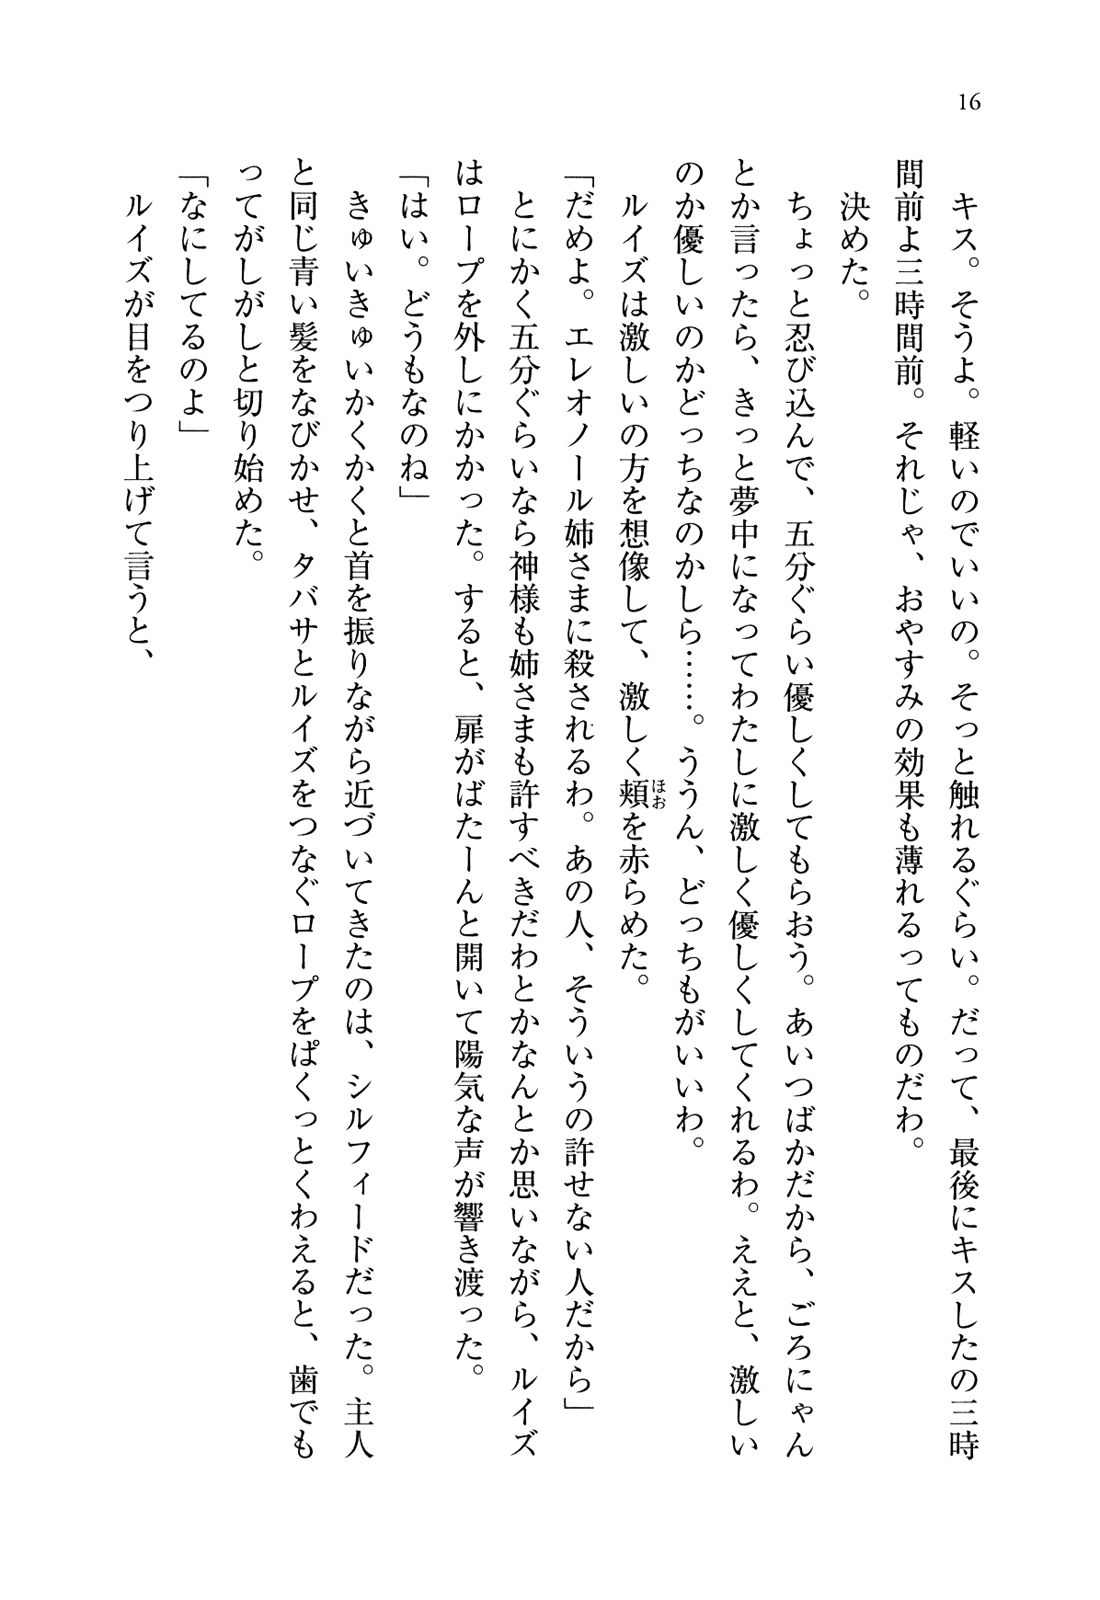 16
キス。そうよ。軽いのでいいの。そっと触れるぐらい。だって、最後にキスしたの三時
間前よ三時間前。それじゃ、おやすみの効果も薄れるってものだわ。
決めた。
ちょっと忍び込んで、五分ぐらい優しくしてもらおう。あいつばかだから、ごろにゃん
とか言ったら、きっと夢中になってわたしに激しく優しくしてくれるわ。ええと、激しい
のか優しいのかどっちなのかしら……。ううん、どっちもがいいわ。
ルイズは激しいの方を想像して、激しく頬ほおを赤らめた。
「だめよ。エレオノール姉さまに殺されるわ。あの人、そういうの許せない人だから」
とにかく五分ぐらいなら神様も姉さまも許すべきだわとかなんとか思いながら、ルイズ
はロープを外しにかかった。すると、扉がばたーんと開いて陽気な声が響き渡った。
「はい。どうもなのね」
きゅいきゅいかくかくと首を振りながら近づいてきたのは、シルフィードだった。主人
と同じ青い髪をなびかせ、タバサとルイズをつなぐロープをぱくっとくわえると、歯でも
ってがしがしと切り始めた。
「なにしてるのよ」
ルイズが目をつり上げて言うと、